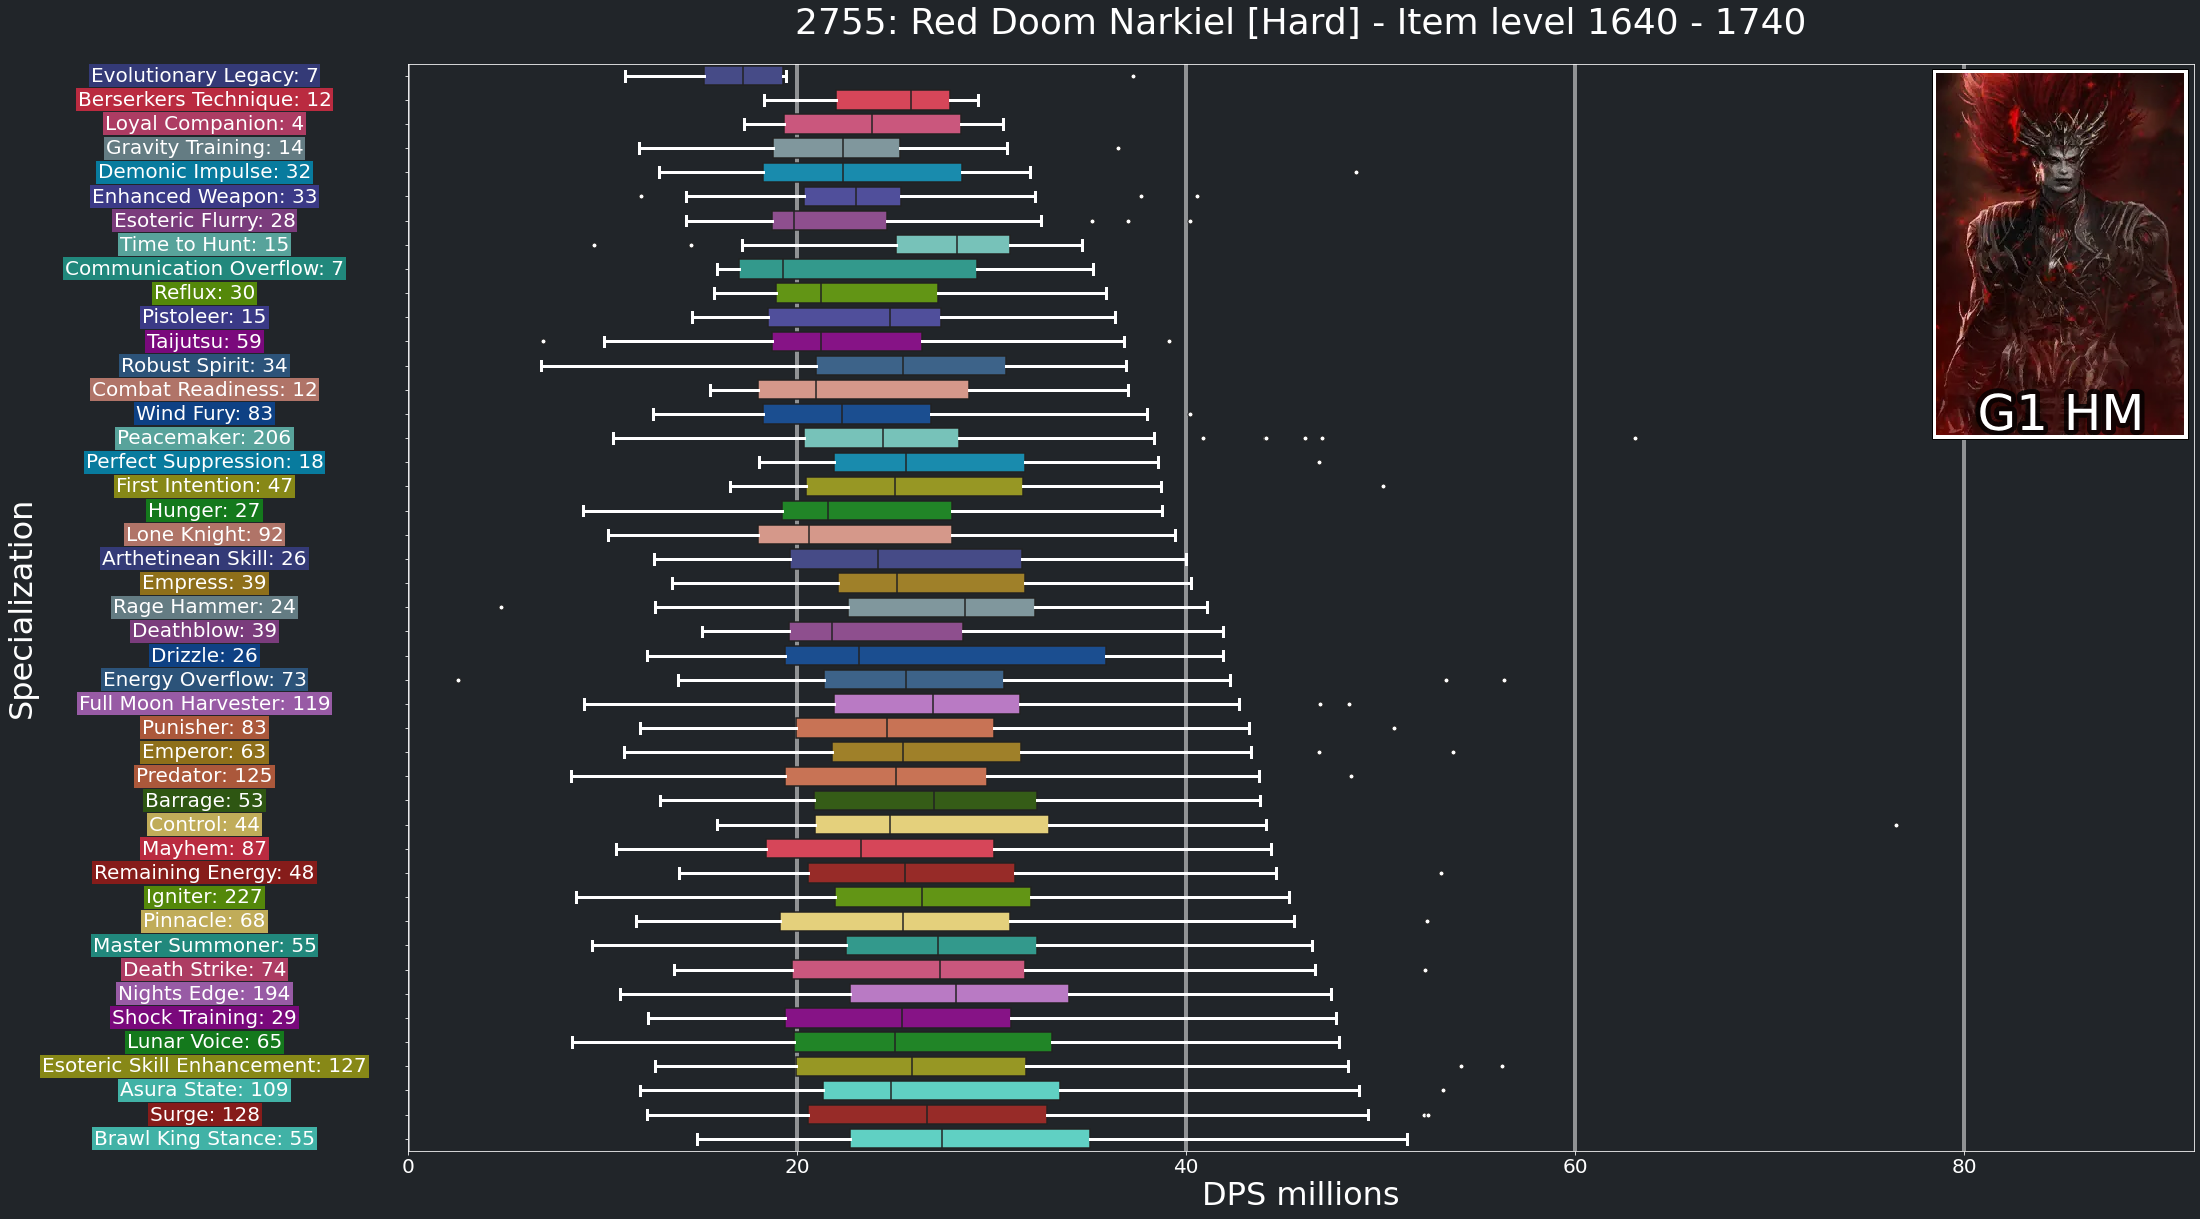 2755: Red Doom Narkiel [Hard] - Item level 1640 - 1740
Specialization
Evolutionary Legacy: 7
Berserkers Technique: 12
Loyal Companion: 4
Gravity Training: 14
Demonic Impulse: 32
Enhanced Weapon: 33
Esoteric Flurry: 28
Time to Hunt: 15
Communication Overflow: 7
Reflux: 30
Pistoleer: 15
Taijutsu: 59
Robust Spirit: 34
Combat Readiness: 12
Wind Fury: 83
Peacemaker: 206
Perfect Suppression: 18
First Intention: 47
Hunger: 27
Lone Knight: 92
Arthetinean Skill: 26
Empress: 39
Rage Hammer: 24
Deathblow: 39
Drizzle: 26
Energy Overflow: 73
Full Moon Harvester: 119
Punisher: 83
Emperor: 63
Predator: 125
Barrage: 53
Control: 44
Mayhem: 87
Remaining Energy: 48
Igniter: 227
Pinnacle: 68
Master Summoner: 55
Death Strike: 74
Nights Edge: 194
Shock Training: 29
Lunar Voice: 65
Esoteric Skill Enhancement: 127
Asura State: 109
Surge: 128
Brawl King Stance: 55
G1 HM
0 20 40 60 80
DPS millions